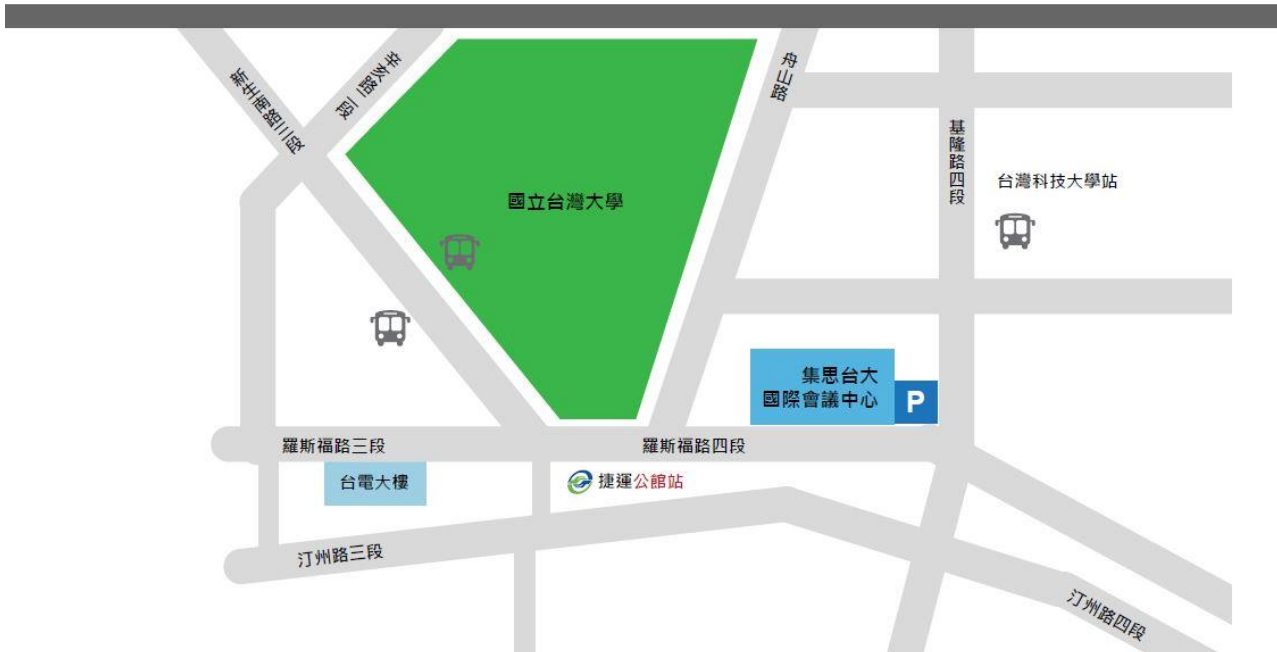 新生南路三段
辛亥路二段
舟山路
基隆路四段
台灣科技大學站
國立台灣大學
集思台大
國際會議中心
P
羅斯福路三段
羅斯福路四段
台電大樓
捷運公館站
汀州路三段
汀州路四段